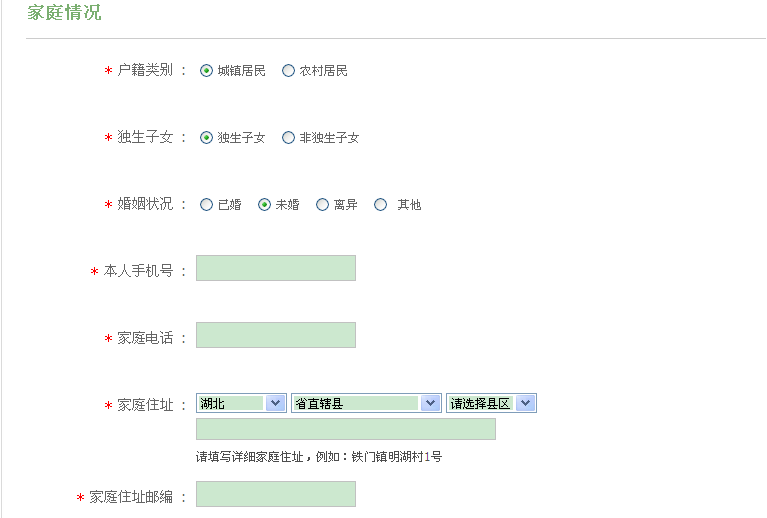 家庭情况
* 户籍类别 : 城镇居民 农村居民
* 独生子女 : 独生子女 非独生子女
* 婚姻状况 : 已婚 未婚 离异 其他
* 本人手机号 :
* 家庭电话 :
* 家庭住址 : 湖北 省直辖县 请选择县区
请填写详细家庭住址，例如：铁门镇明湖村1号
* 家庭住址邮编 :